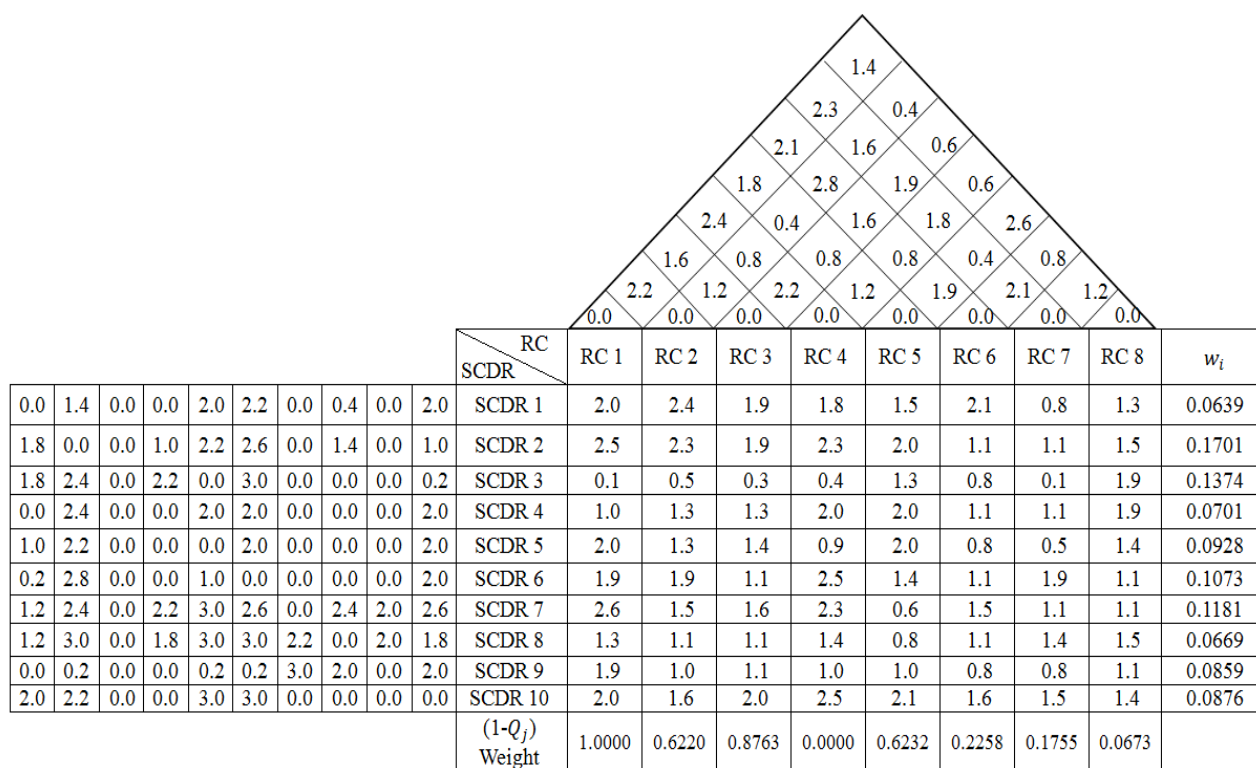 1.4
2.3 0.4
2.1 1.6 0.6
1.8 2.8 1.9 0.6
2.4 0.4 1.6 1.8 2.6
1.6 0.8 0.8 0.8 0.4 0.8
2.2 1.2 2.2 1.2 1.9 2.1 1.2
0.0 0.0 0.0 0.0 0.0 0.0 0.0 0.0
RC
SCDR RC 1 RC 2 RC 3 RC 4 RC 5 RC 6 RC 7 RC 8 w_i
0.0 1.4 0.0 0.0 2.0 2.2 0.0 0.4 0.0 2.0 SCDR 1 2.0 2.4 1.9 1.8 1.5 2.1 0.8 1.3 0.0639
1.8 0.0 0.0 1.0 2.2 2.6 0.0 1.4 0.0 1.0 SCDR 2 2.5 2.3 1.9 2.3 2.0 1.1 1.1 1.5 0.1701
1.8 2.4 0.0 2.2 0.0 3.0 0.0 0.0 0.0 0.2 SCDR 3 0.1 0.5 0.3 0.4 1.3 0.8 0.1 1.9 0.1374
0.0 2.4 0.0 0.0 2.0 2.0 0.0 0.0 0.0 2.0 SCDR 4 1.0 1.3 1.3 2.0 2.0 1.1 1.1 1.9 0.0701
1.0 2.2 0.0 0.0 0.0 2.0 0.0 0.0 0.0 2.0 SCDR 5 2.0 1.3 1.4 0.9 2.0 0.8 0.5 1.4 0.0928
0.2 2.8 0.0 0.0 1.0 0.0 0.0 0.0 0.0 2.0 SCDR 6 1.9 1.9 1.1 2.5 1.4 1.1 1.9 1.1 0.1073
1.2 2.4 0.0 2.2 3.0 2.6 0.0 2.4 2.0 2.6 SCDR 7 2.6 1.5 1.6 2.3 0.6 1.5 1.1 1.1 0.1181
1.2 3.0 0.0 1.8 3.0 3.0 2.2 0.0 2.0 1.8 SCDR 8 1.3 1.1 1.1 1.4 0.8 1.1 1.4 1.5 0.0669
0.0 0.2 0.0 0.0 0.2 0.2 3.0 2.0 0.0 2.0 SCDR 9 1.9 1.0 1.1 1.0 1.0 0.8 0.8 1.1 0.0859
2.0 2.2 0.0 0.0 3.0 3.0 0.0 0.0 0.0 0.0 SCDR 10 2.0 1.6 2.0 2.5 2.1 1.6 1.5 1.4 0.0876
(1-Q_j)
Weight 1.0000 0.6220 0.8763 0.0000 0.6232 0.2258 0.1755 0.0673